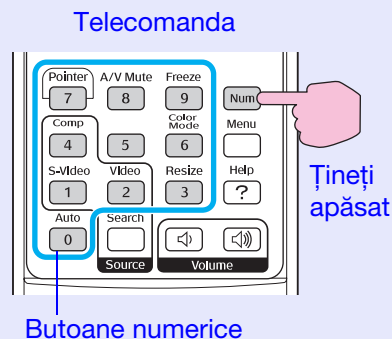 Telecomanda
Pointer A/V Mute Freeze
7 8 9 Num
Comp Color Mode Menu
4 5 6
S-Video Video Resize Help
1 2 3 ?
Țineți
apăsat
Auto Search
0
Source Volume
Butoane numerice